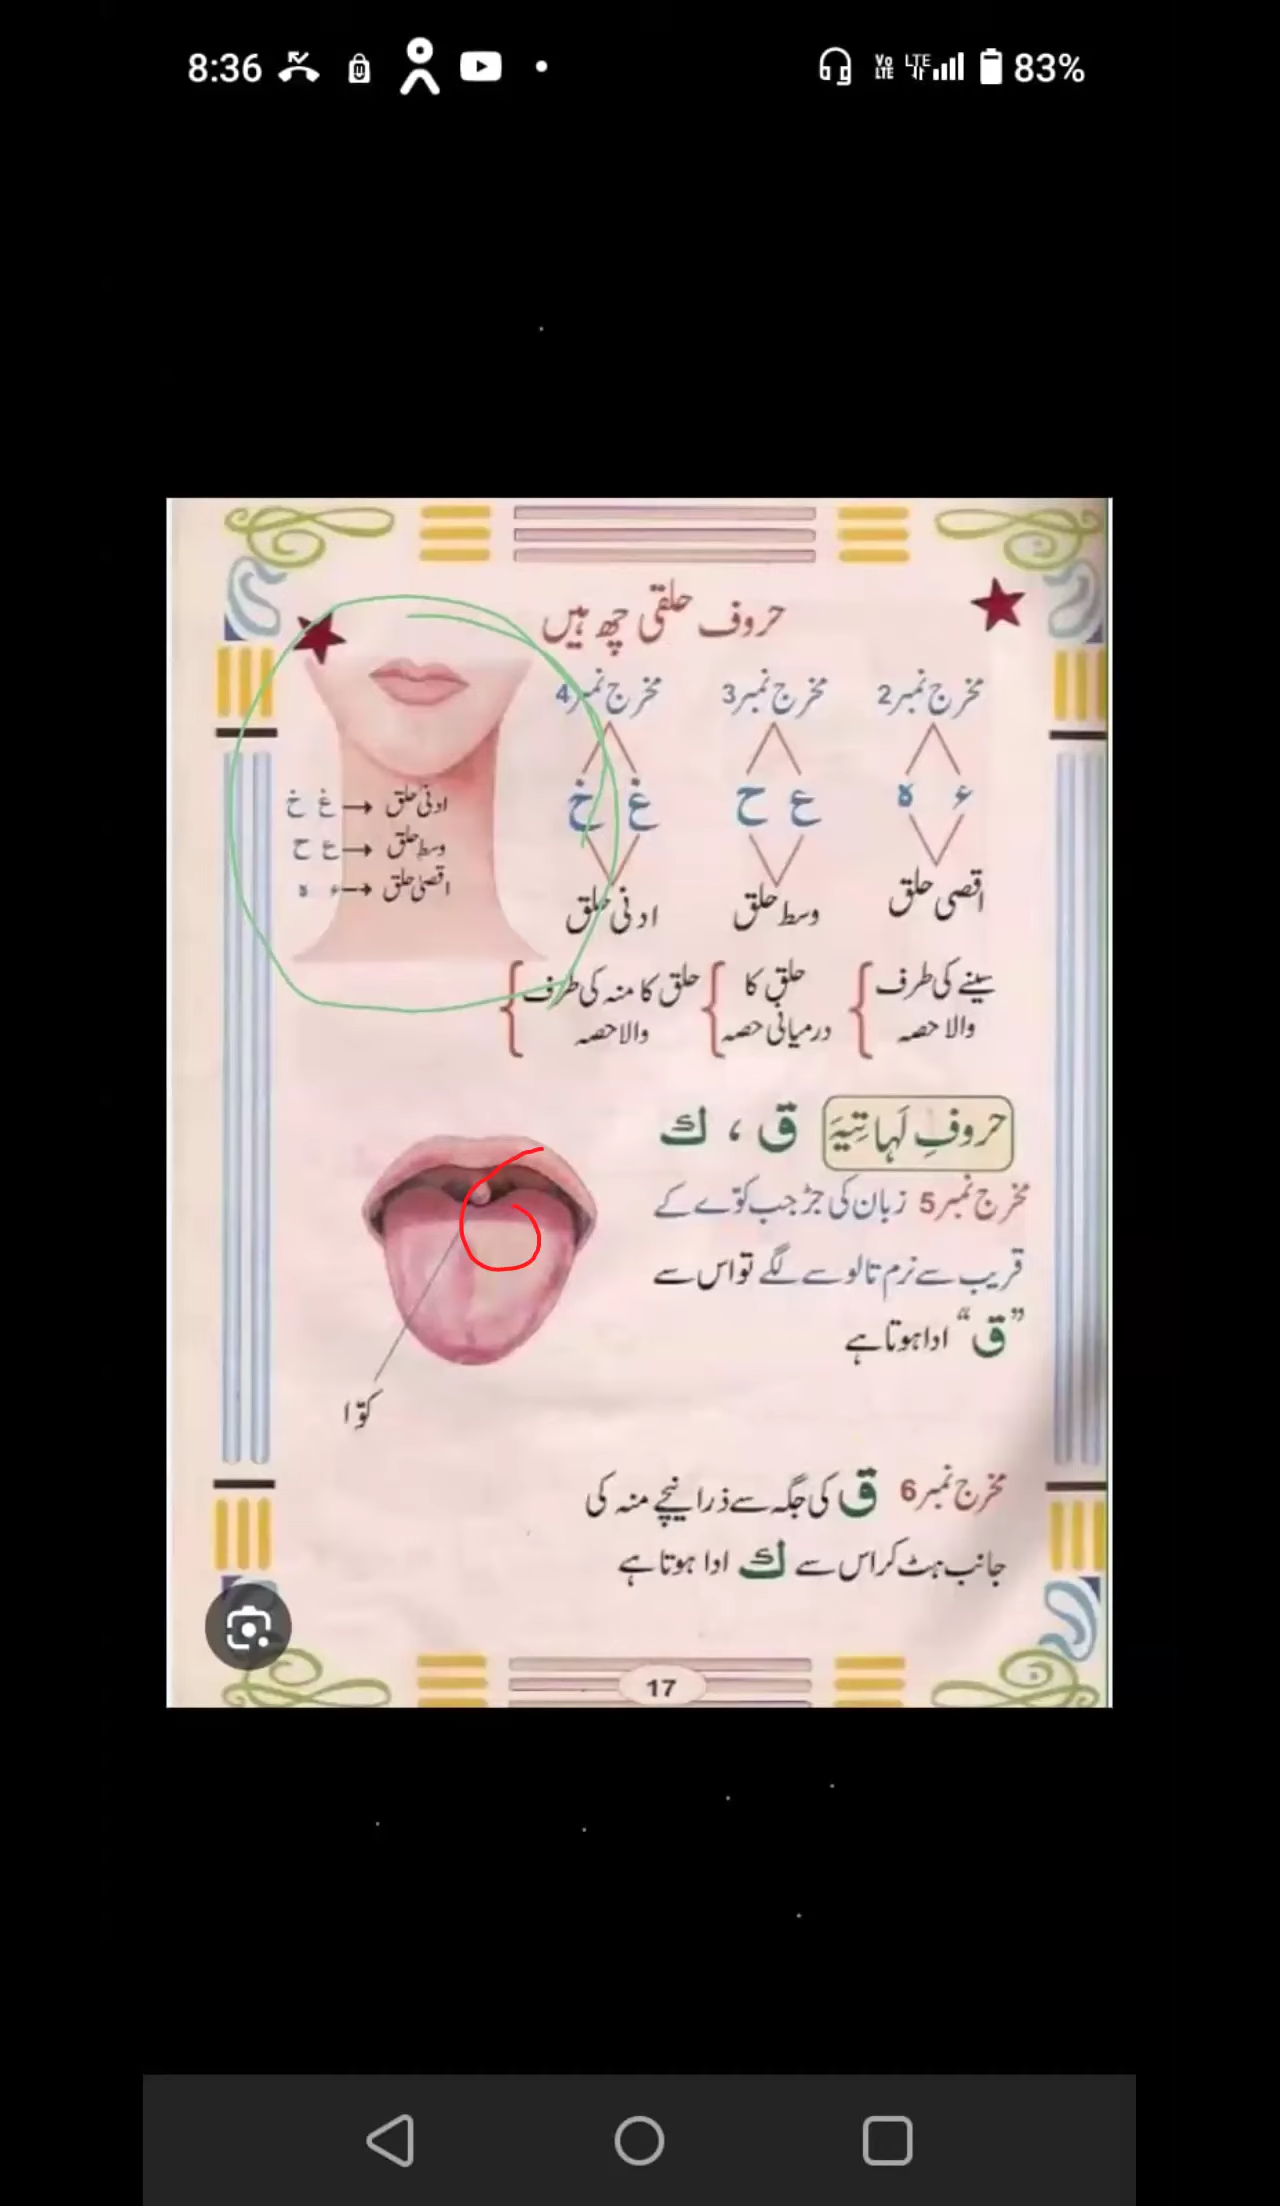 8:36
Vo LTE LTE 83%
حروف حلقی چھ ہیں
مخرج نمبر2 مخرج نمبر3 مخرج نمبر4
ء ہ ع ح غ خ
اقصی حلق وسط حلق ادنی حلق
سینے کی طرف والا حصہ
حلق کا درمیانی حصہ
حلق کا منہ کی طرف والا حصہ
ادنی حلق → غ خ
وسط حلق → ع ح
اقصیٰ حلق → ء ہ
حروفِ لَہاتِیَہ ق ، ك
مخرج نمبر5 زبان کی جڑ جب کوّے کے
قریب سے نرم تالو سے لگے تو اس سے
”ق“ ادا ہوتا ہے
کوّا
مخرج نمبر6 ق کی جگہ سے ذرا نیچے منہ کی
جانب ہٹ کر اس سے ك ادا ہوتا ہے
17